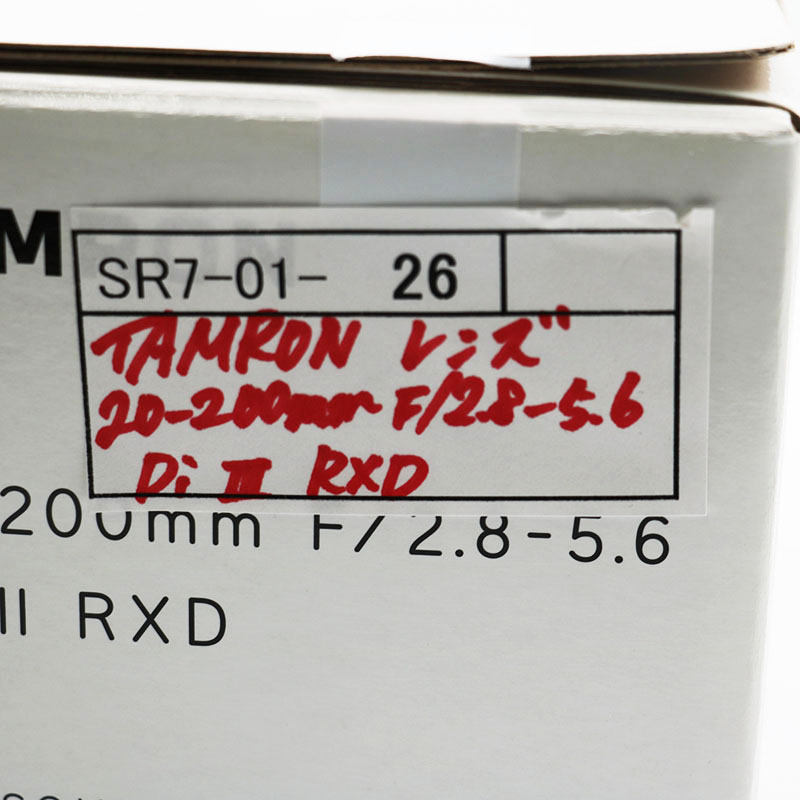 SR7-01- 26
TAMRON レンズ
20-200mm F/2.8-5.6
Di III RXD
200mm F/2.8-5.6
II RXD